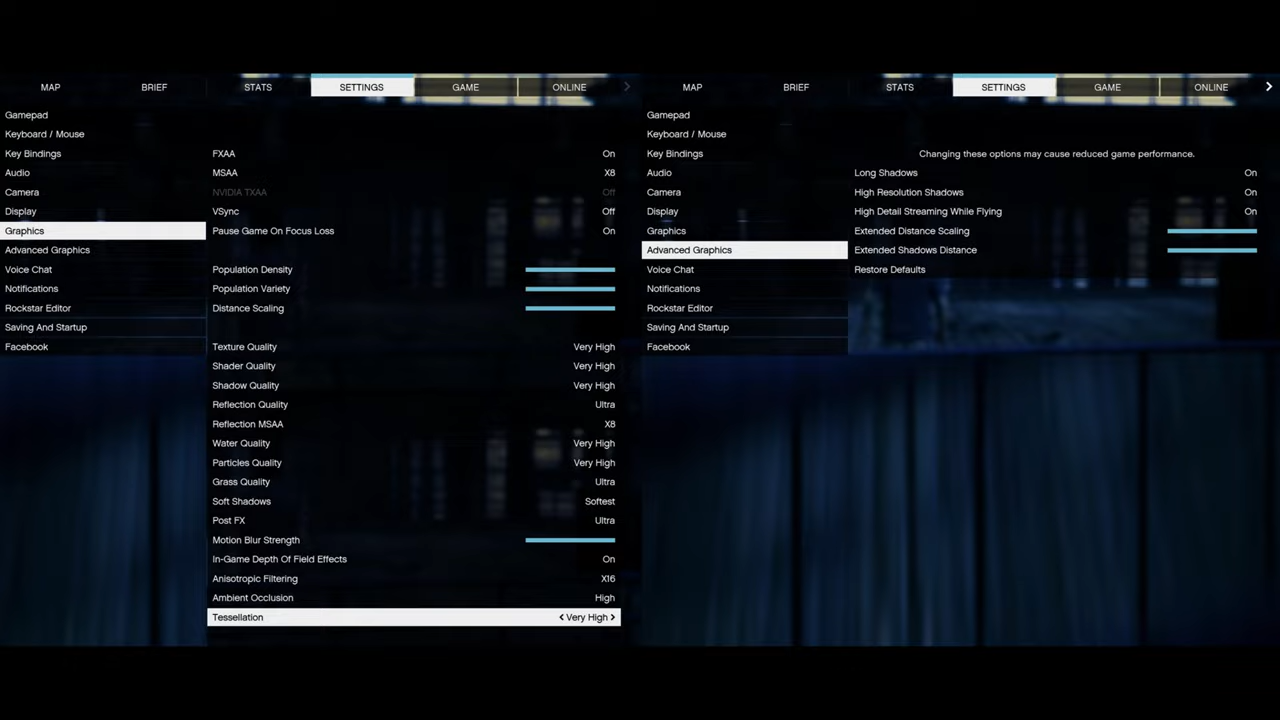 MAP BRIEF STATS SETTINGS GAME ONLINE
Gamepad
Keyboard / Mouse
Key Bindings
Audio
Camera
Display
Graphics
Advanced Graphics
Voice Chat
Notifications
Rockstar Editor
Saving And Startup
Facebook
FXAA On
MSAA X8
NVIDIA TXAA Off
VSync Off
Pause Game On Focus Loss On
Population Density
Population Variety
Distance Scaling
Texture Quality Very High
Shader Quality Very High
Shadow Quality Very High
Reflection Quality Ultra
Reflection MSAA X8
Water Quality Very High
Particles Quality Very High
Grass Quality Ultra
Soft Shadows Softest
Post FX Ultra
Motion Blur Strength
In-Game Depth Of Field Effects On
Anisotropic Filtering X16
Ambient Occlusion High
Tessellation < Very High >
MAP BRIEF STATS SETTINGS GAME ONLINE
Gamepad
Keyboard / Mouse
Key Bindings
Audio
Camera
Display
Graphics
Advanced Graphics
Voice Chat
Notifications
Rockstar Editor
Saving And Startup
Facebook
Changing these options may cause reduced game performance.
Long Shadows On
High Resolution Shadows On
High Detail Streaming While Flying On
Extended Distance Scaling
Extended Shadows Distance
Restore Defaults